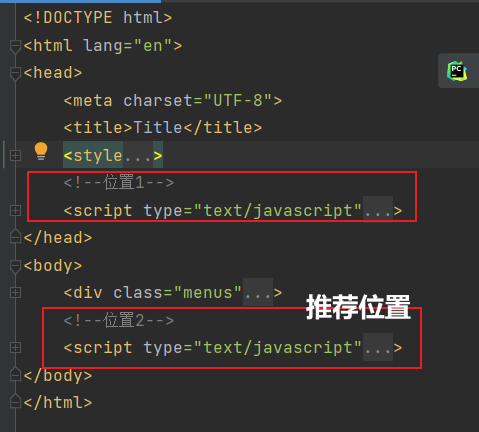 <!DOCTYPE html>
<html lang="en">
<head>
    <meta charset="UTF-8">
    <title>Title</title>
    <style...>
    <!--位置1-->
    <script type="text/javascript"...>
</head>
<body>
    <div class="menus"...>
推荐位置
    <!--位置2-->
    <script type="text/javascript"...>
</body>
</html>
PC